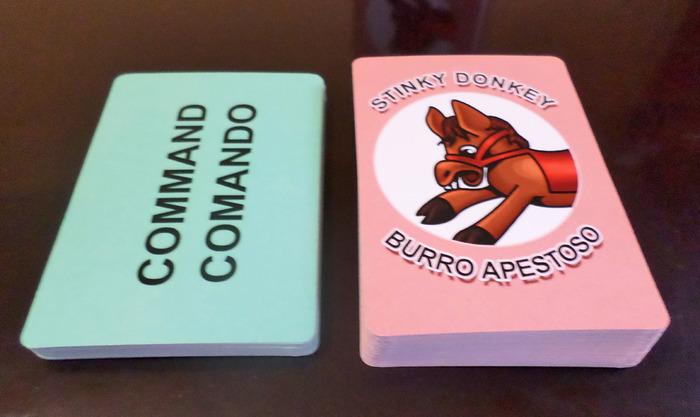 COMMAND
COMANDO
STINKY DONKEY
BURRO APESTOSO